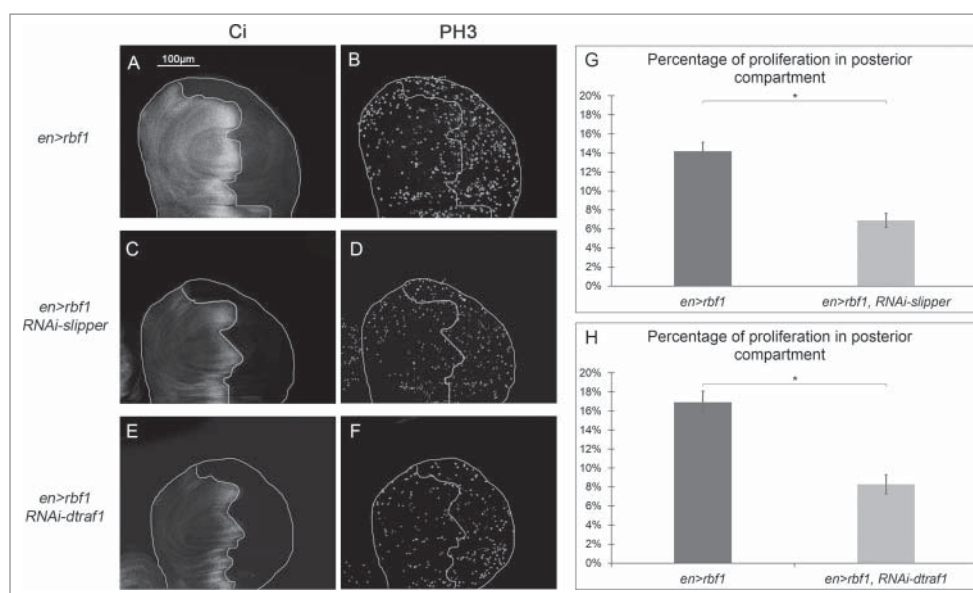 Ci
PH3
A
100µm
B
en>rbf1
C
D
en>rbf1
RNAi-slipper
E
F
en>rbf1
RNAi-dtraf1
G
Percentage of proliferation in posterior
compartment
20%
18%
16%
14%
12%
10%
8%
6%
4%
2%
0%
*
en>rbf1
en>rbf1, RNAi-slipper
H
Percentage of proliferation in posterior
compartment
20%
18%
16%
14%
12%
10%
8%
6%
4%
2%
0%
*
en>rbf1
en>rbf1, RNAi-dtraf1